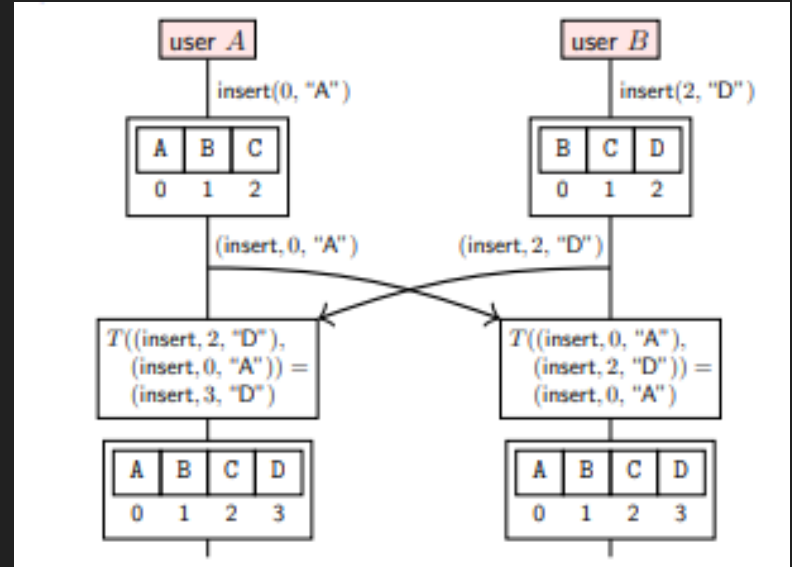 user A
user B
insert(0, “A”)
insert(2, “D”)
A B C
0 1 2
B C D
0 1 2
(insert, 0, “A”)
(insert, 2, “D”)
T((insert, 2, “D”),
(insert, 0, “A”)) =
(insert, 3, “D”)
T((insert, 0, “A”),
(insert, 2, “D”)) =
(insert, 0, “A”)
A B C D
0 1 2 3
A B C D
0 1 2 3